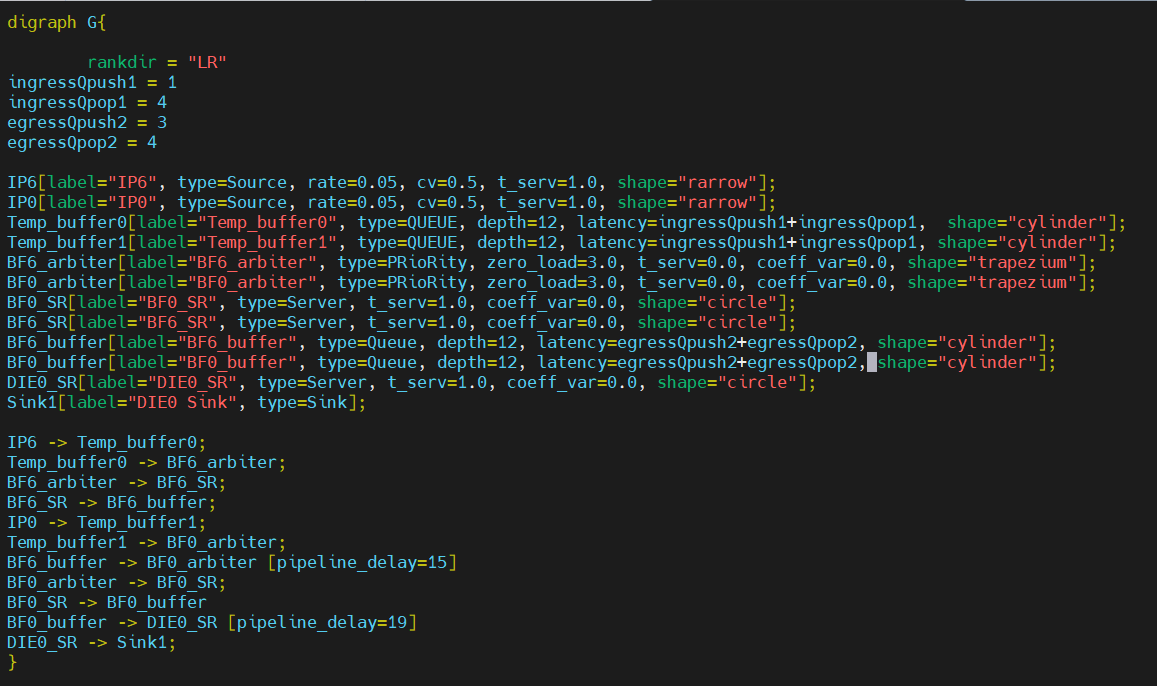 digraph G{
rankdir = "LR"
ingressQpush1 = 1
ingressQpop1 = 4
egressQpush2 = 3
egressQpop2 = 4
IP6[label="IP6", type=Source, rate=0.05, cv=0.5, t_serv=1.0, shape="rarrow"];
IP0[label="IP0", type=Source, rate=0.05, cv=0.5, t_serv=1.0, shape="rarrow"];
Temp_buffer0[label="Temp_buffer0", type=QUEUE, depth=12, latency=ingressQpush1+ingressQpop1,  shape="cylinder"];
Temp_buffer1[label="Temp_buffer1", type=QUEUE, depth=12, latency=ingressQpush1+ingressQpop1, shape="cylinder"];
BF6_arbiter[label="BF6_arbiter", type=PRioRity, zero_load=3.0, t_serv=0.0, coeff_var=0.0, shape="trapezium"];
BF0_arbiter[label="BF0_arbiter", type=PRioRity, zero_load=3.0, t_serv=0.0, coeff_var=0.0, shape="trapezium"];
BF0_SR[label="BF0_SR", type=Server, t_serv=1.0, coeff_var=0.0, shape="circle"];
BF6_SR[label="BF6_SR", type=Server, t_serv=1.0, coeff_var=0.0, shape="circle"];
BF6_buffer[label="BF6_buffer", type=Queue, depth=12, latency=egressQpush2+egressQpop2, shape="cylinder"];
BF0_buffer[label="BF0_buffer", type=Queue, depth=12, latency=egressQpush2+egressQpop2, shape="cylinder"];
DIE0_SR[label="DIE0_SR", type=Server, t_serv=1.0, coeff_var=0.0, shape="circle"];
Sink1[label="DIE0 Sink", type=Sink];
IP6 -> Temp_buffer0;
Temp_buffer0 -> BF6_arbiter;
BF6_arbiter -> BF6_SR;
BF6_SR -> BF6_buffer;
IP0 -> Temp_buffer1;
Temp_buffer1 -> BF0_arbiter;
BF6_buffer -> BF0_arbiter [pipeline_delay=15]
BF0_arbiter -> BF0_SR;
BF0_SR -> BF0_buffer
BF0_buffer -> DIE0_SR [pipeline_delay=19]
DIE0_SR -> Sink1;
}